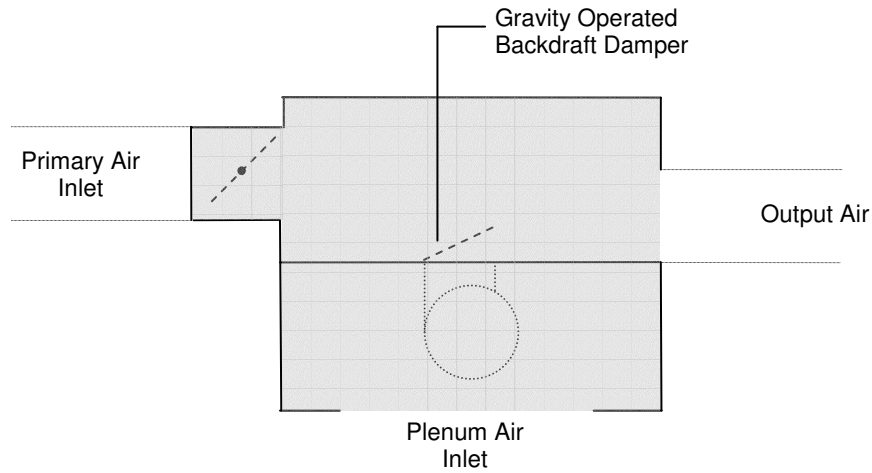 Gravity Operated
Backdraft Damper
Primary Air
Inlet
Output Air
Plenum Air
Inlet